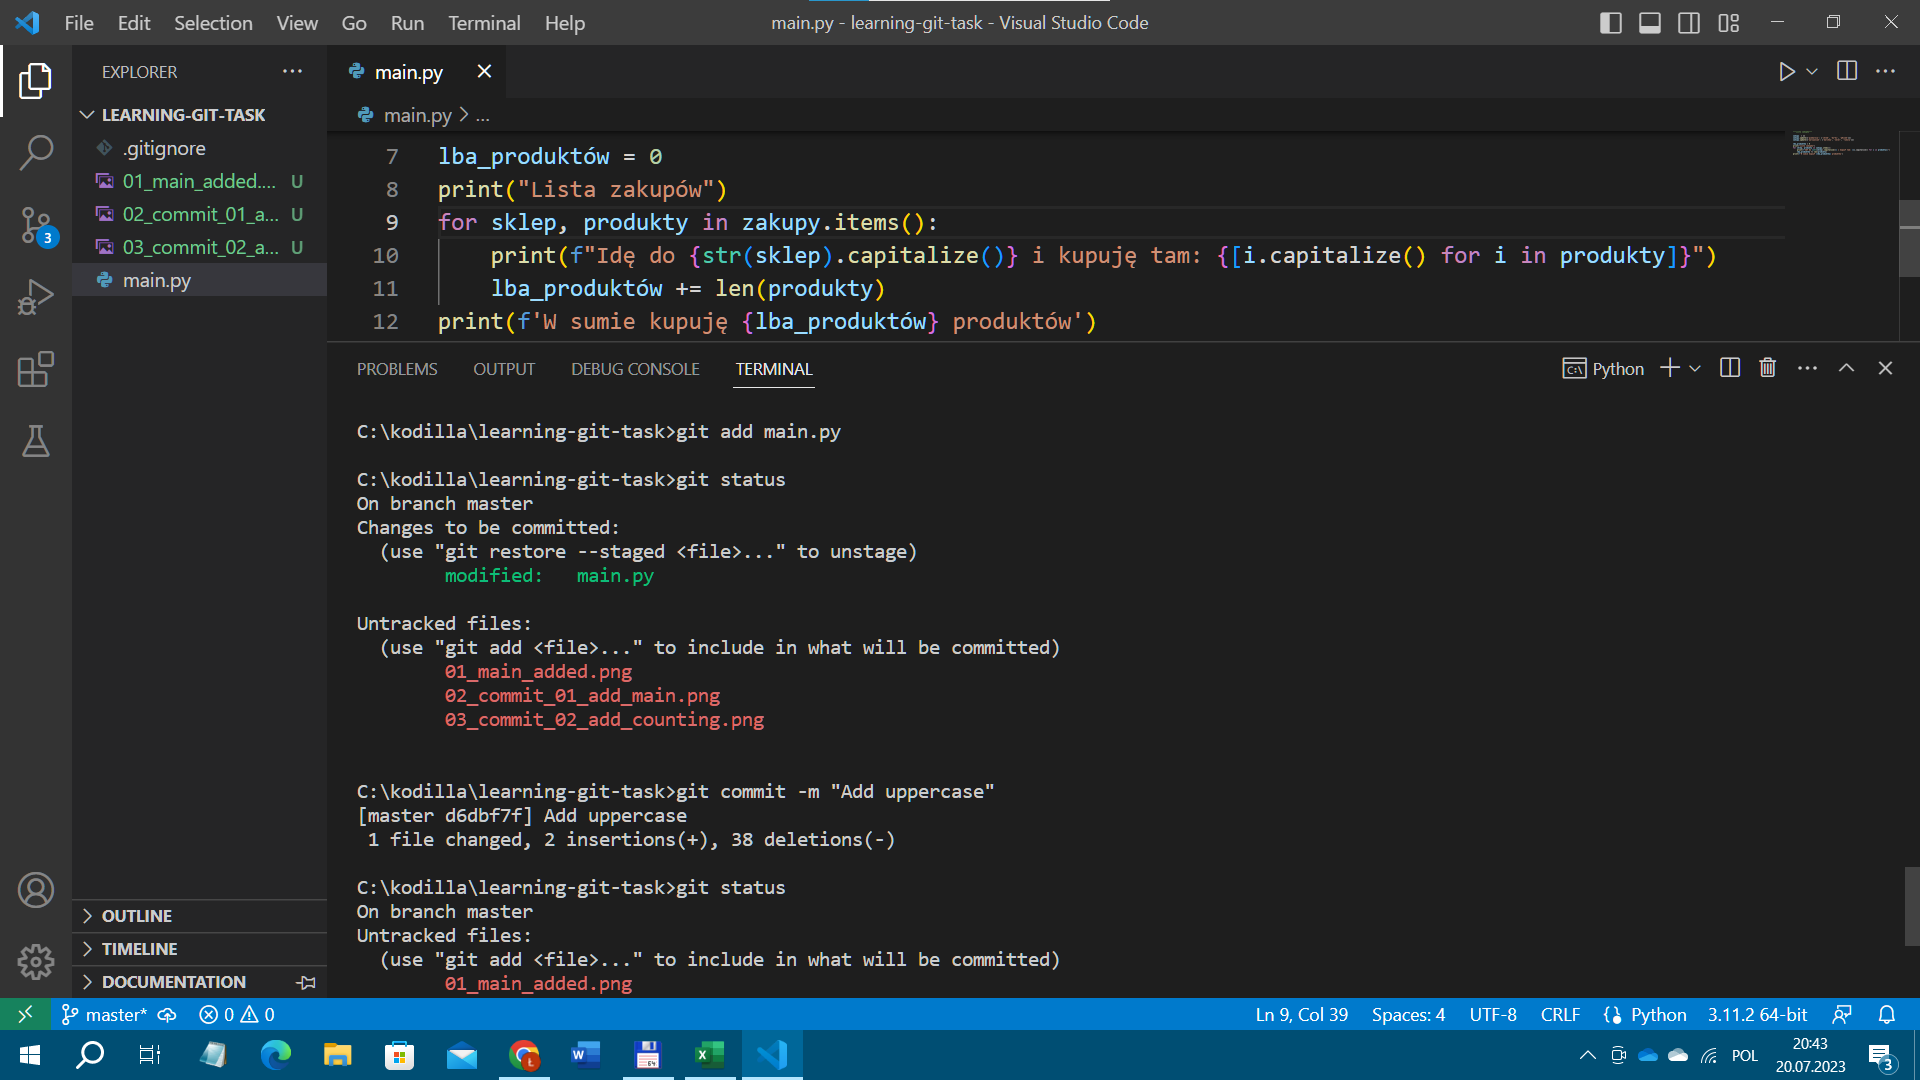 File Edit Selection View Go Run Terminal Help
main.py - learning-git-task - Visual Studio Code
EXPLORER
LEARNING-GIT-TASK
.gitignore
01_main_added.... U
02_commit_01_a... U
03_commit_02_a... U
main.py
3
OUTLINE
TIMELINE
DOCUMENTATION
main.py
main.py > ...
7 lba_produktów = 0
8 print("Lista zakupów")
9 for sklep, produkty in zakupy.items():
10 print(f"Idę do {str(sklep).capitalize()} i kupuję tam: {[i.capitalize() for i in produkty]}")
11 lba_produktów += len(produkty)
12 print(f'W sumie kupuję {lba_produktów} produktów')
PROBLEMS OUTPUT DEBUG CONSOLE TERMINAL
Python
C:\kodilla\learning-git-task>git add main.py
C:\kodilla\learning-git-task>git status
On branch master
Changes to be committed:
(use "git restore --staged <file>..." to unstage)
modified: main.py
Untracked files:
(use "git add <file>..." to include in what will be committed)
01_main_added.png
02_commit_01_add_main.png
03_commit_02_add_counting.png
C:\kodilla\learning-git-task>git commit -m "Add uppercase"
[master d6dbf7f] Add uppercase
1 file changed, 2 insertions(+), 38 deletions(-)
C:\kodilla\learning-git-task>git status
On branch master
Untracked files:
(use "git add <file>..." to include in what will be committed)
01_main_added.png
master* 0 0
Ln 9, Col 39 Spaces: 4 UTF-8 CRLF Python 3.11.2 64-bit
POL
20:43
20.07.2023
3